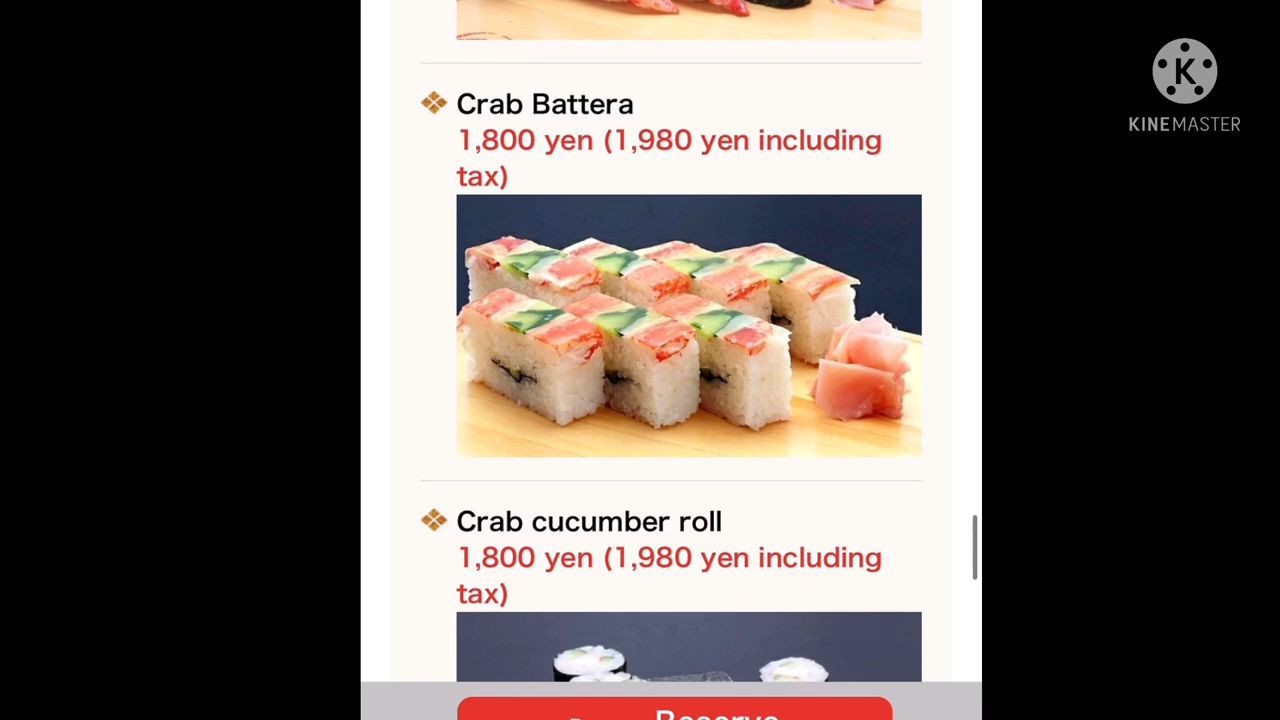 Crab Battera
1,800 yen (1,980 yen including
tax)
K
KINEMASTER
Crab cucumber roll
1,800 yen (1,980 yen including
tax)
Reserve